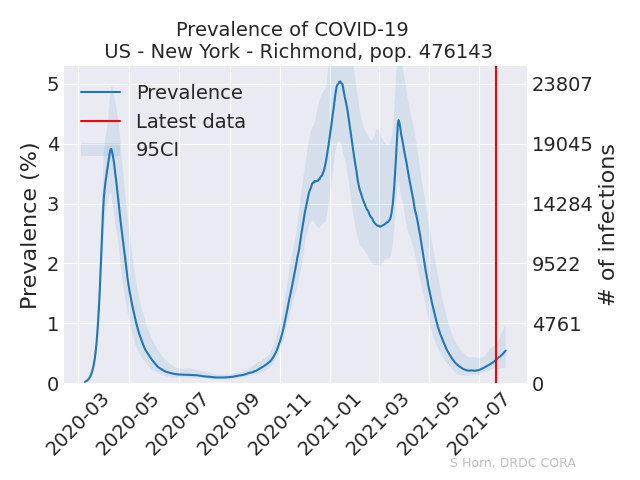 Prevalence of COVID-19
US - New York - Richmond, pop. 476143
Prevalence (%)
5
4
3
2
1
0
Prevalence
Latest data
95CI
23807
19045
14284
9522
4761
0
# of infections
2020-03
2020-05
2020-07
2020-09
2020-11
2021-01
2021-03
2021-05
2021-07
S Horn, DRDC CORA